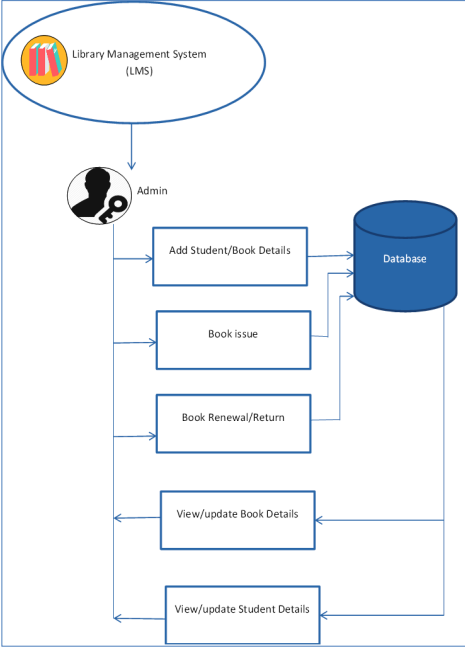 Library Management System
(LMS)
Admin
Add Student/Book Details
Database
Book issue
Book Renewal/Return
View/update Book Details
View/update Student Details